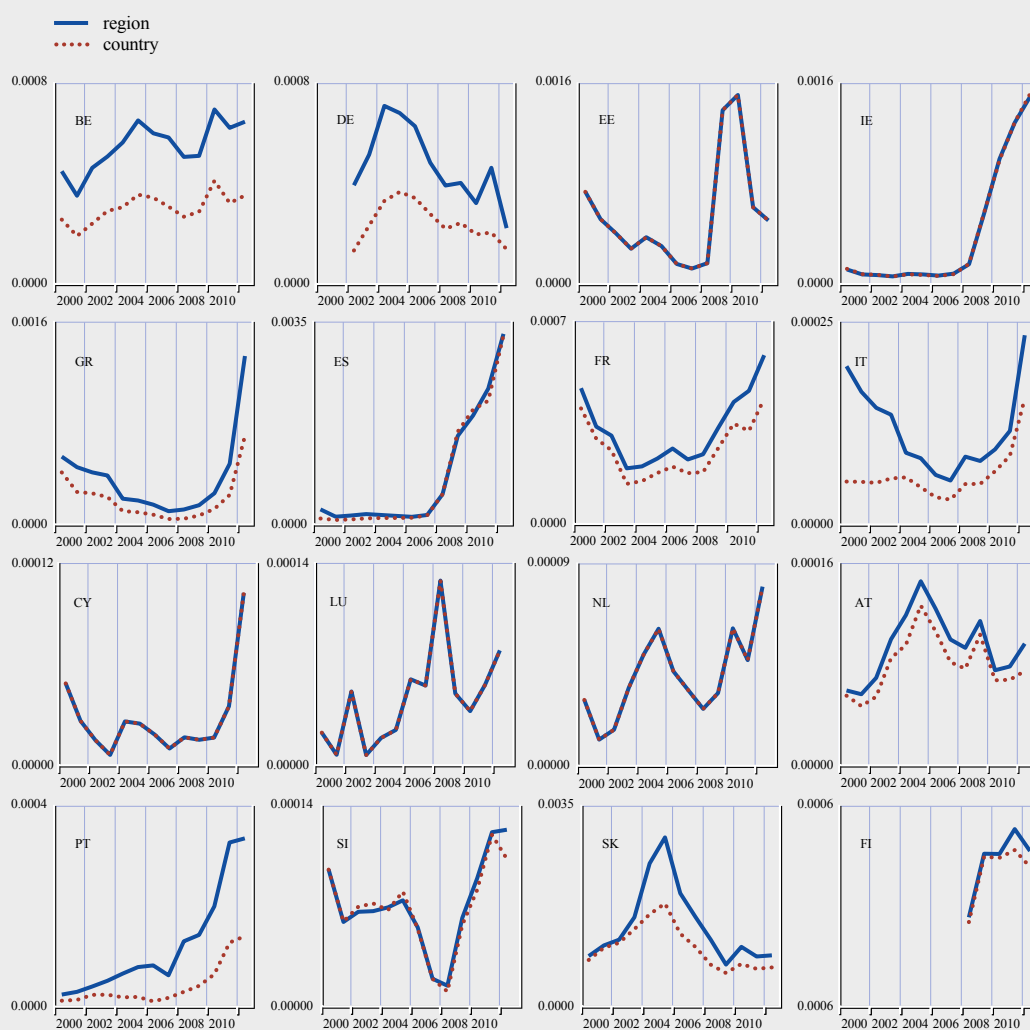 region
country
0.0008 0.0008 0.0016 0.0016
BE DE EE IE
0.0000 0.0000 0.0000 0.0000
2000 2002 2004 2006 2008 2010 2000 2002 2004 2006 2008 2010 2000 2002 2004 2006 2008 2010 2000 2002 2004 2006 2008 2010
0.0016 0.0035 0.0007 0.00025
GR ES FR IT
0.0000 0.0000 0.0000 0.00000
2000 2002 2004 2006 2008 2010 2000 2002 2004 2006 2008 2010 2000 2002 2004 2006 2008 2010 2000 2002 2004 2006 2008 2010
0.00012 0.00014 0.00009 0.00016
CY LU NL AT
0.00000 0.00000 0.00000 0.00000
2000 2002 2004 2006 2008 2010 2000 2002 2004 2006 2008 2010 2000 2002 2004 2006 2008 2010 2000 2002 2004 2006 2008 2010
0.0004 0.00014 0.0035 0.0006
PT SI SK FI
0.0000 0.00000 0.0000 0.0006
2000 2002 2004 2006 2008 2010 2000 2002 2004 2006 2008 2010 2000 2002 2004 2006 2008 2010 2000 2002 2004 2006 2008 2010